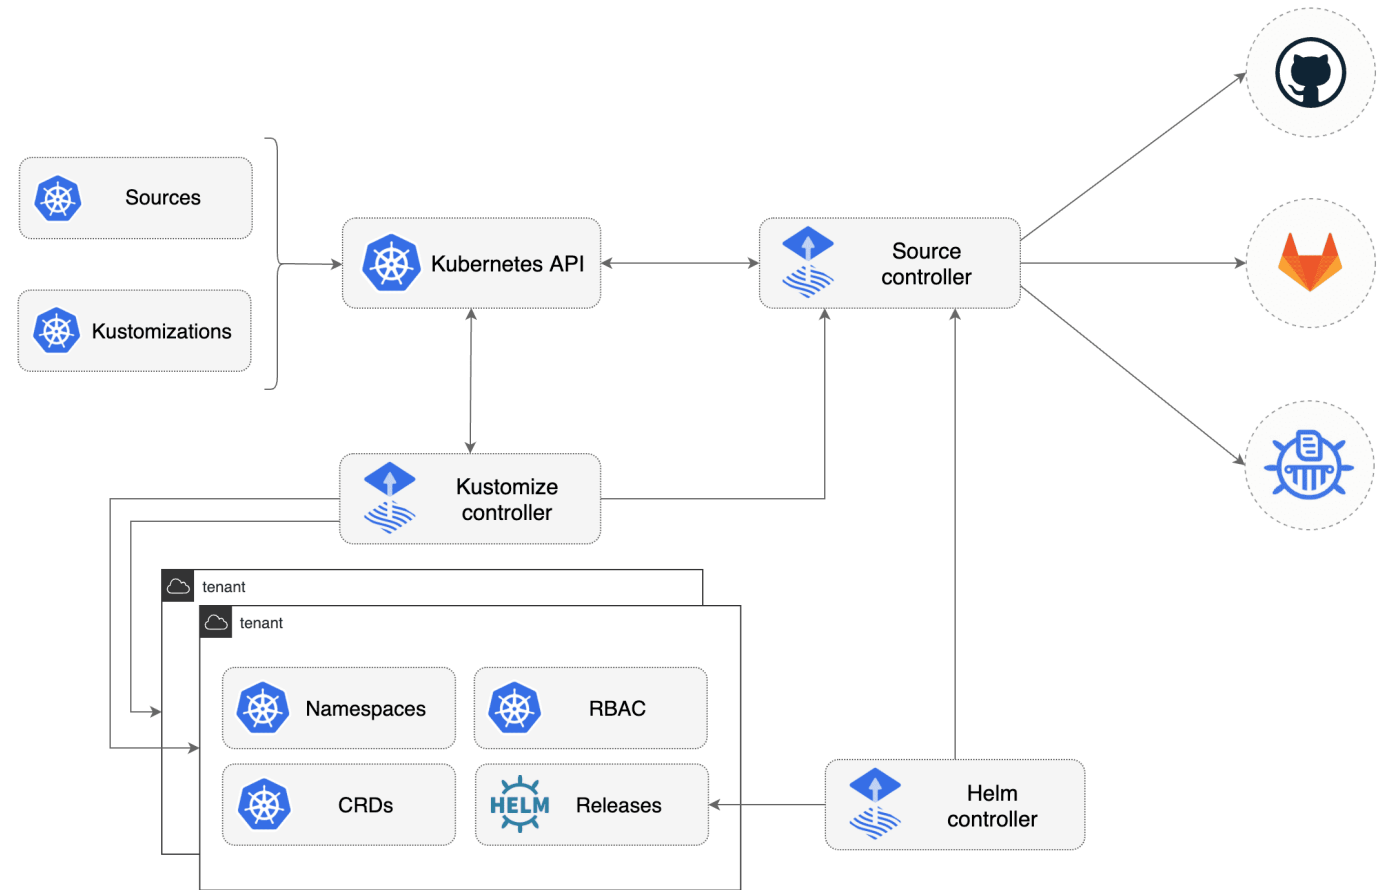 Sources
Kustomizations
Kubernetes API
Source
controller
Kustomize
controller
tenant
tenant
Namespaces
RBAC
CRDs
HELM
Releases
Helm
controller